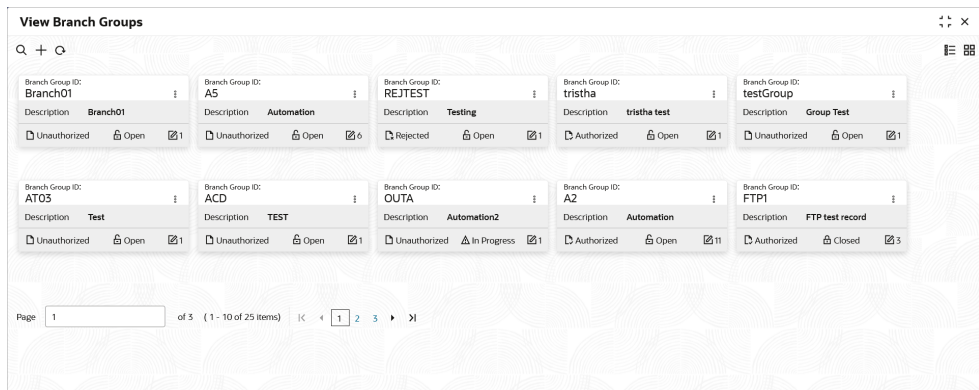 View Branch Groups
Branch Group ID: Branch Group ID: Branch Group ID: Branch Group ID: Branch Group ID:
Branch01 A5 REJTEST tristha testGroup
Description Branch01 Description Automation Description Testing Description tristha test Description Group Test
Unauthorized Open 1 Unauthorized Open 6 Rejected Open 1 Authorized Open 1 Unauthorized Open 1
Branch Group ID: Branch Group ID: Branch Group ID: Branch Group ID: Branch Group ID:
AT03 ACD OUTA A2 FTP1
Description Test Description TEST Description Automation2 Description Automation Description FTP test record
Unauthorized Open 1 Unauthorized Open 1 Unauthorized In Progress 1 Authorized Open 11 Authorized Closed 3
Page 1 of 3 ( 1 - 10 of 25 items) 1 2 3